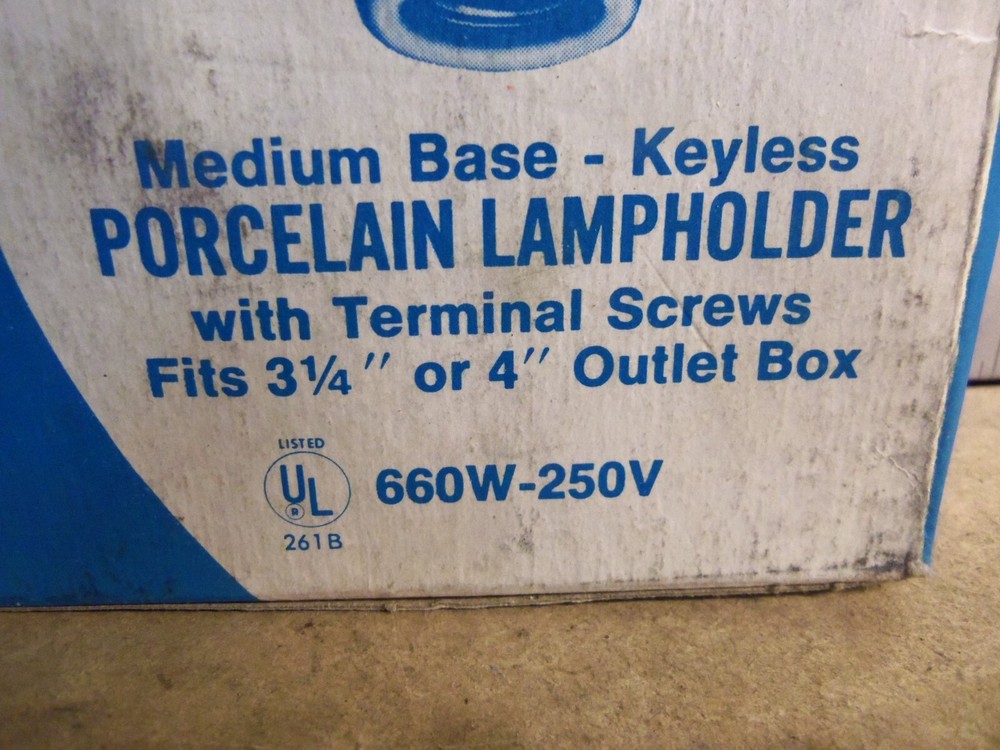 Medium Base - Keyless
PORCELAIN LAMPHOLDER
with Terminal Screws
Fits 3¼″ or 4″ Outlet Box
LISTED
UL ®
660W-250V
261B